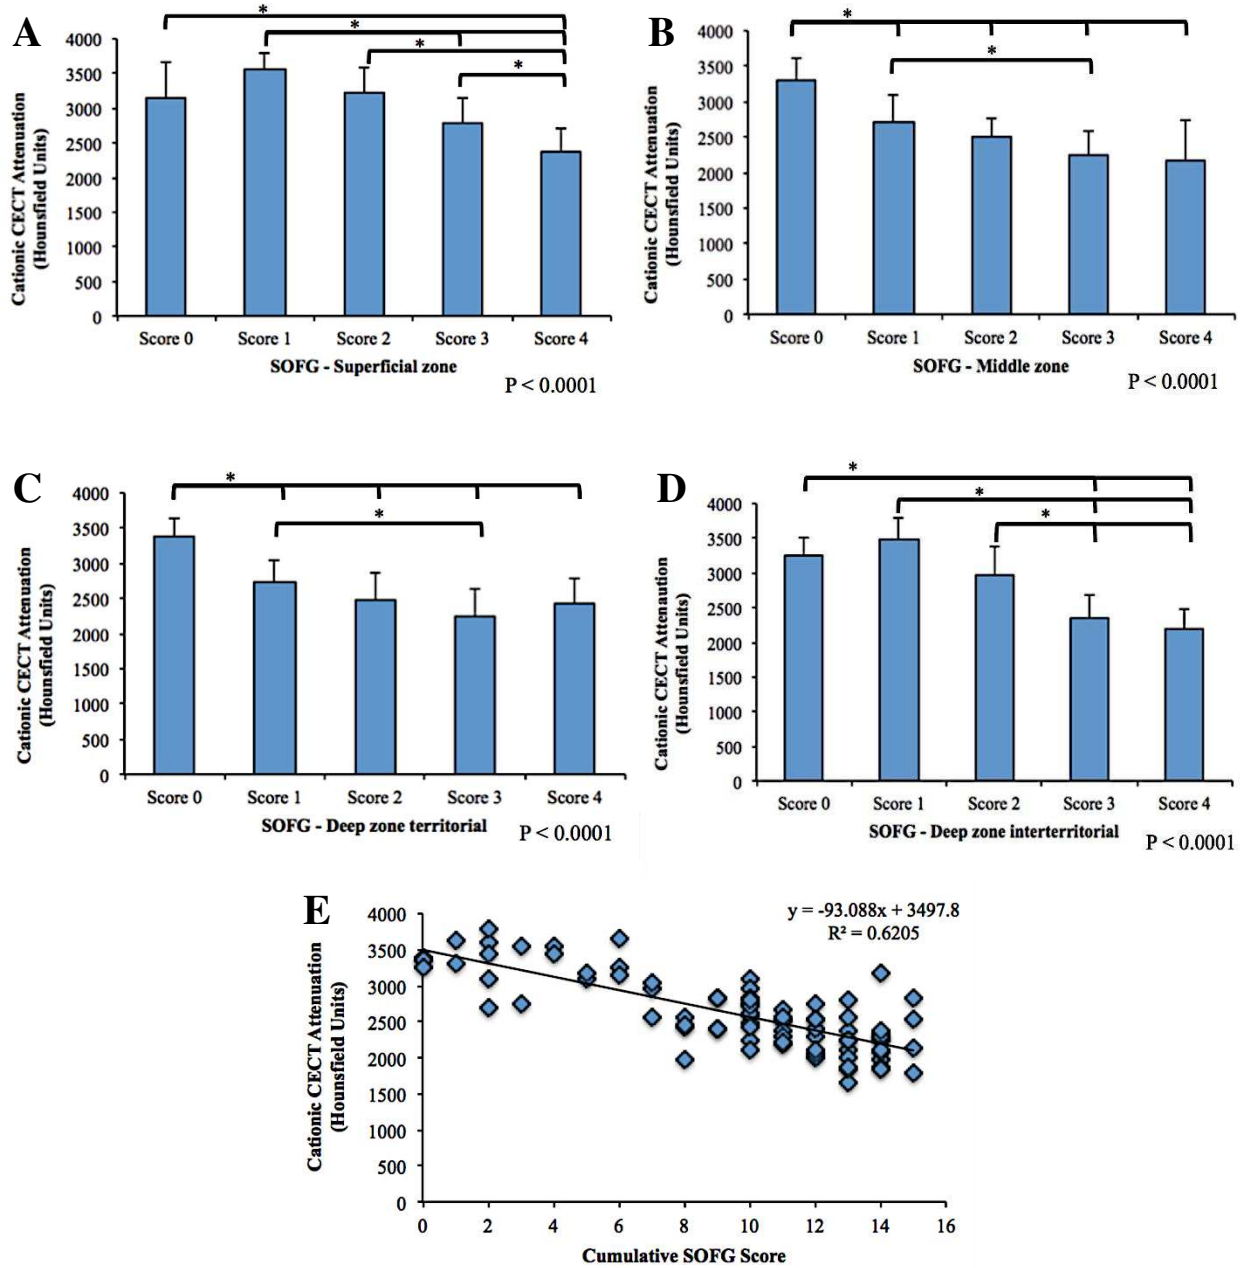 A
*
*
*
*
4000
3500
3000
2500
2000
1500
1000
500
0
Cationic CECT Attenuation
(Hounsfield Units)
Score 0 Score 1 Score 2 Score 3 Score 4
SOFG - Superficial zone
P < 0.0001
B
*
*
4000
3500
3000
2500
2000
1500
1000
500
0
Cationic CECT Attenuation
(Hounsfield Units)
Score 0 Score 1 Score 2 Score 3 Score 4
SOFG - Middle zone
P < 0.0001
C
*
*
4000
3500
3000
2500
2000
1500
1000
500
0
Cationic CECT Attenuation
(Hounsfield Units)
Score 0 Score 1 Score 2 Score 3 Score 4
SOFG - Deep zone territorial
P < 0.0001
D
*
*
*
4000
3500
3000
2500
2000
1500
1000
500
0
Cationic CECT Attenaution
(Hounsfield Units)
Score 0 Score 1 Score 2 Score 3 Score 4
SOFG - Deep zone interterritorial
P < 0.0001
E
y = -93.088x + 3497.8
R² = 0.6205
4000
3500
3000
2500
2000
1500
1000
500
0
Cationic CECT Attenuation
(Hounsfield Units)
0 2 4 6 8 10 12 14 16
Cumulative SOFG Score